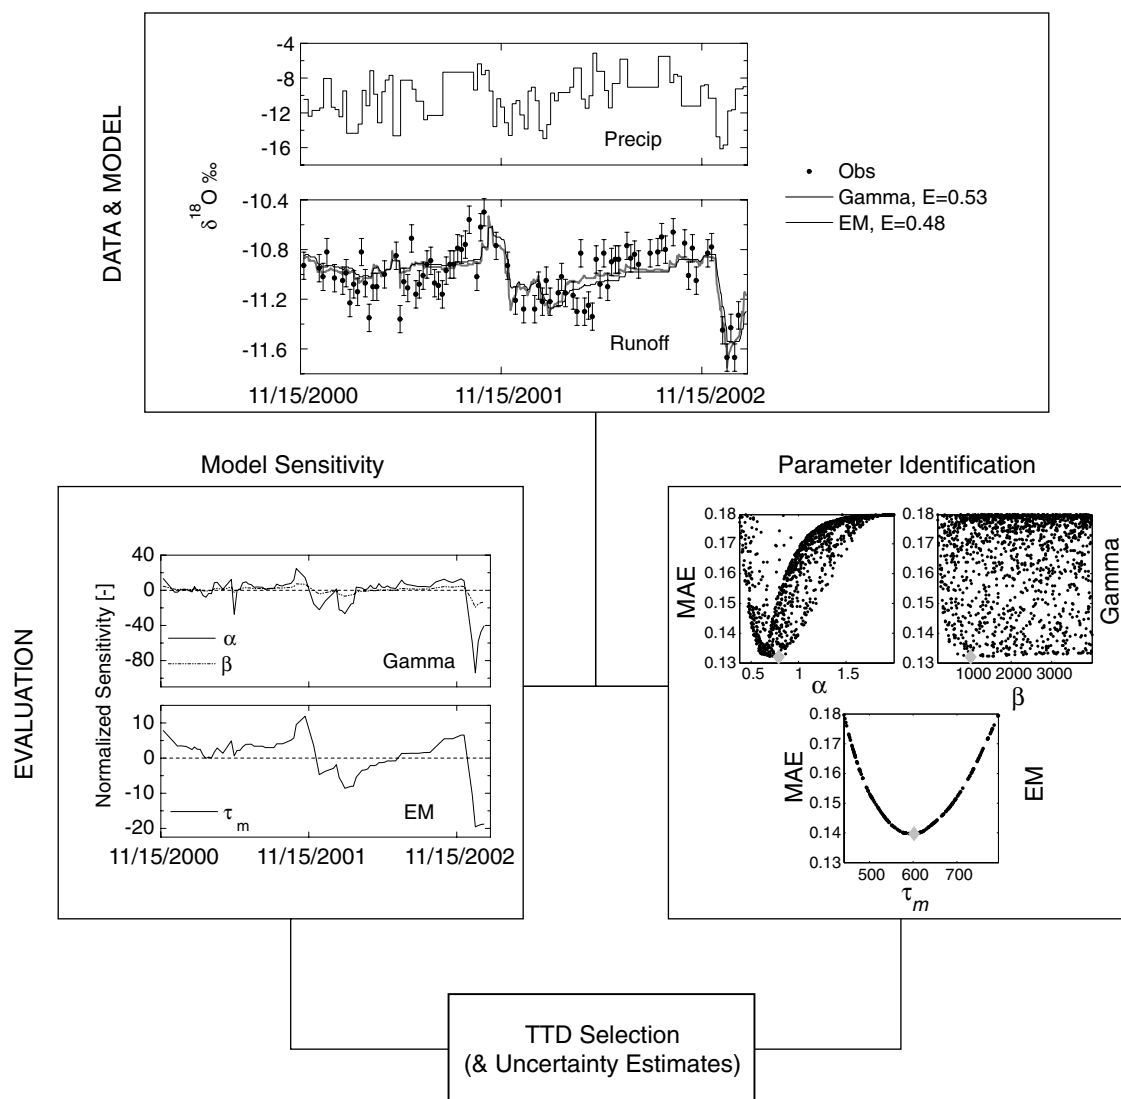 DATA & MODEL
δ18O ‰
-4
-8
-12
-16
Precip
-10.4
-10.8
-11.2
-11.6
Runoff
11/15/2000
11/15/2001
11/15/2002
Obs
Gamma, E=0.53
EM, E=0.48
EVALUATION
Model Sensitivity
Normalized Sensitivity [-]
40
0
-40
-80
α
β
Gamma
10
0
-10
-20
τm
EM
11/15/2000
11/15/2001
11/15/2002
Parameter Identification
MAE
0.18
0.17
0.16
0.15
0.14
0.13
0.5
1
1.5
α
0.18
0.17
0.16
0.15
0.14
0.13
1000 2000 3000
β
Gamma
MAE
0.18
0.17
0.16
0.15
0.14
0.13
500
600
700
τm
EM
TTD Selection
(& Uncertainty Estimates)